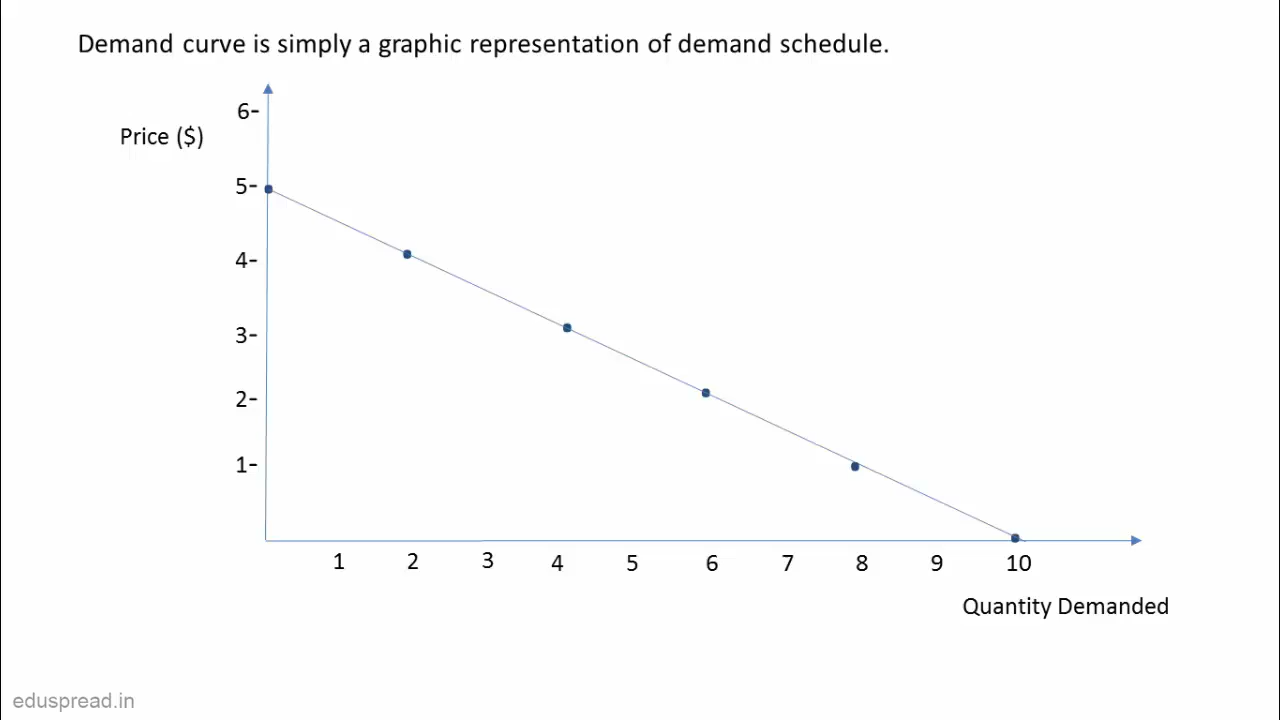 Demand curve is simply a graphic representation of demand schedule.
6-
Price ($)
5-
4-
3-
2-
1-
1 2 3 4 5 6 7 8 9 10
Quantity Demanded
eduspread.in